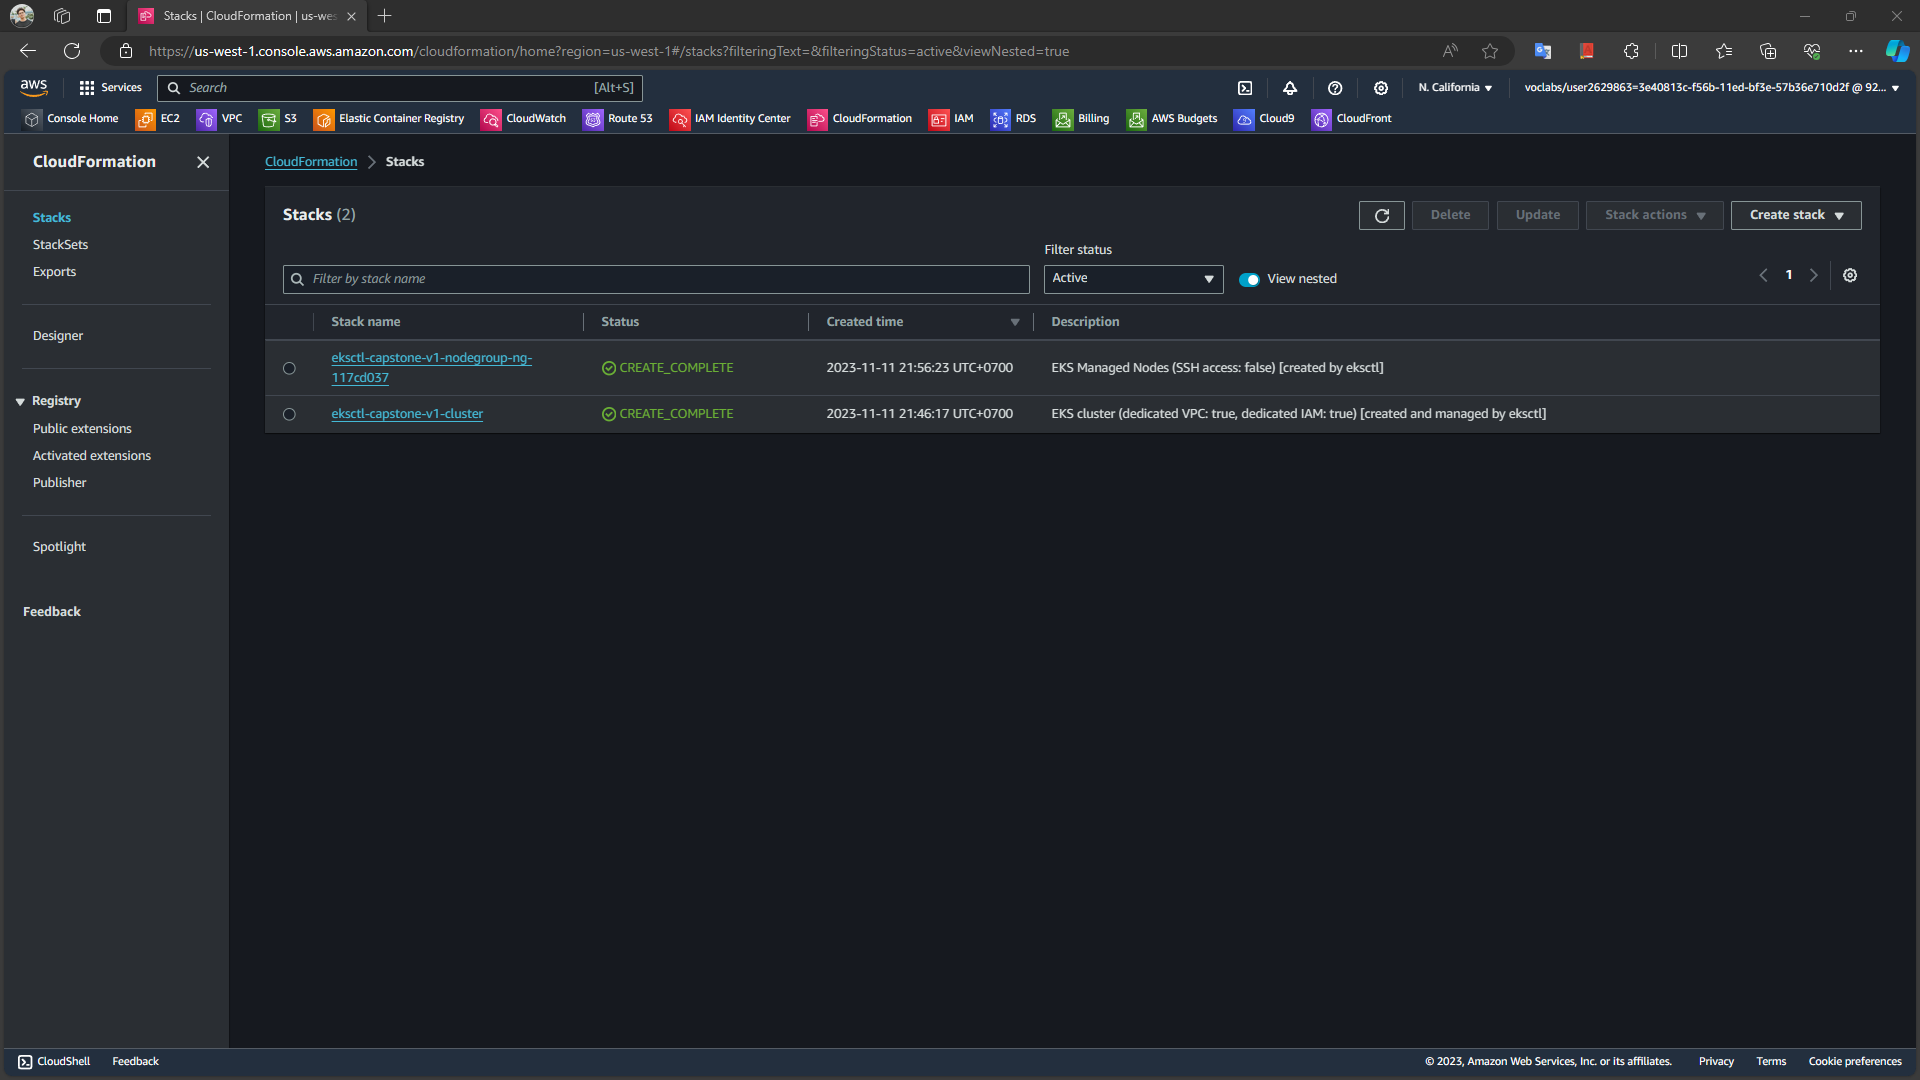 Stacks | CloudFormation | us-wes
https://us-west-1.console.aws.amazon.com/cloudformation/home?region=us-west-1#/stacks?filteringText=&filteringStatus=active&viewNested=true
aws
Services
Search
[Alt+S]
N. California
voclabs/user2629863=3e40813c-f56b-11ed-bf3e-57b36e710d2f @ 92...
Console Home
EC2
VPC
S3
Elastic Container Registry
CloudWatch
Route 53
IAM Identity Center
CloudFormation
IAM
RDS
Billing
AWS Budgets
Cloud9
CloudFront
CloudFormation
Stacks
StackSets
Exports
Designer
Registry
Public extensions
Activated extensions
Publisher
Spotlight
Feedback
CloudFormation
Stacks
Stacks (2)
Delete
Update
Stack actions
Create stack
Filter status
Filter by stack name
Active
View nested
1
Stack name
Status
Created time
Description
eksctl-capstone-v1-nodegroup-ng-
117cd037
CREATE_COMPLETE
2023-11-11 21:56:23 UTC+0700
EKS Managed Nodes (SSH access: false) [created by eksctl]
eksctl-capstone-v1-cluster
CREATE_COMPLETE
2023-11-11 21:46:17 UTC+0700
EKS cluster (dedicated VPC: true, dedicated IAM: true) [created and managed by eksctl]
CloudShell
Feedback
© 2023, Amazon Web Services, Inc. or its affiliates.
Privacy
Terms
Cookie preferences